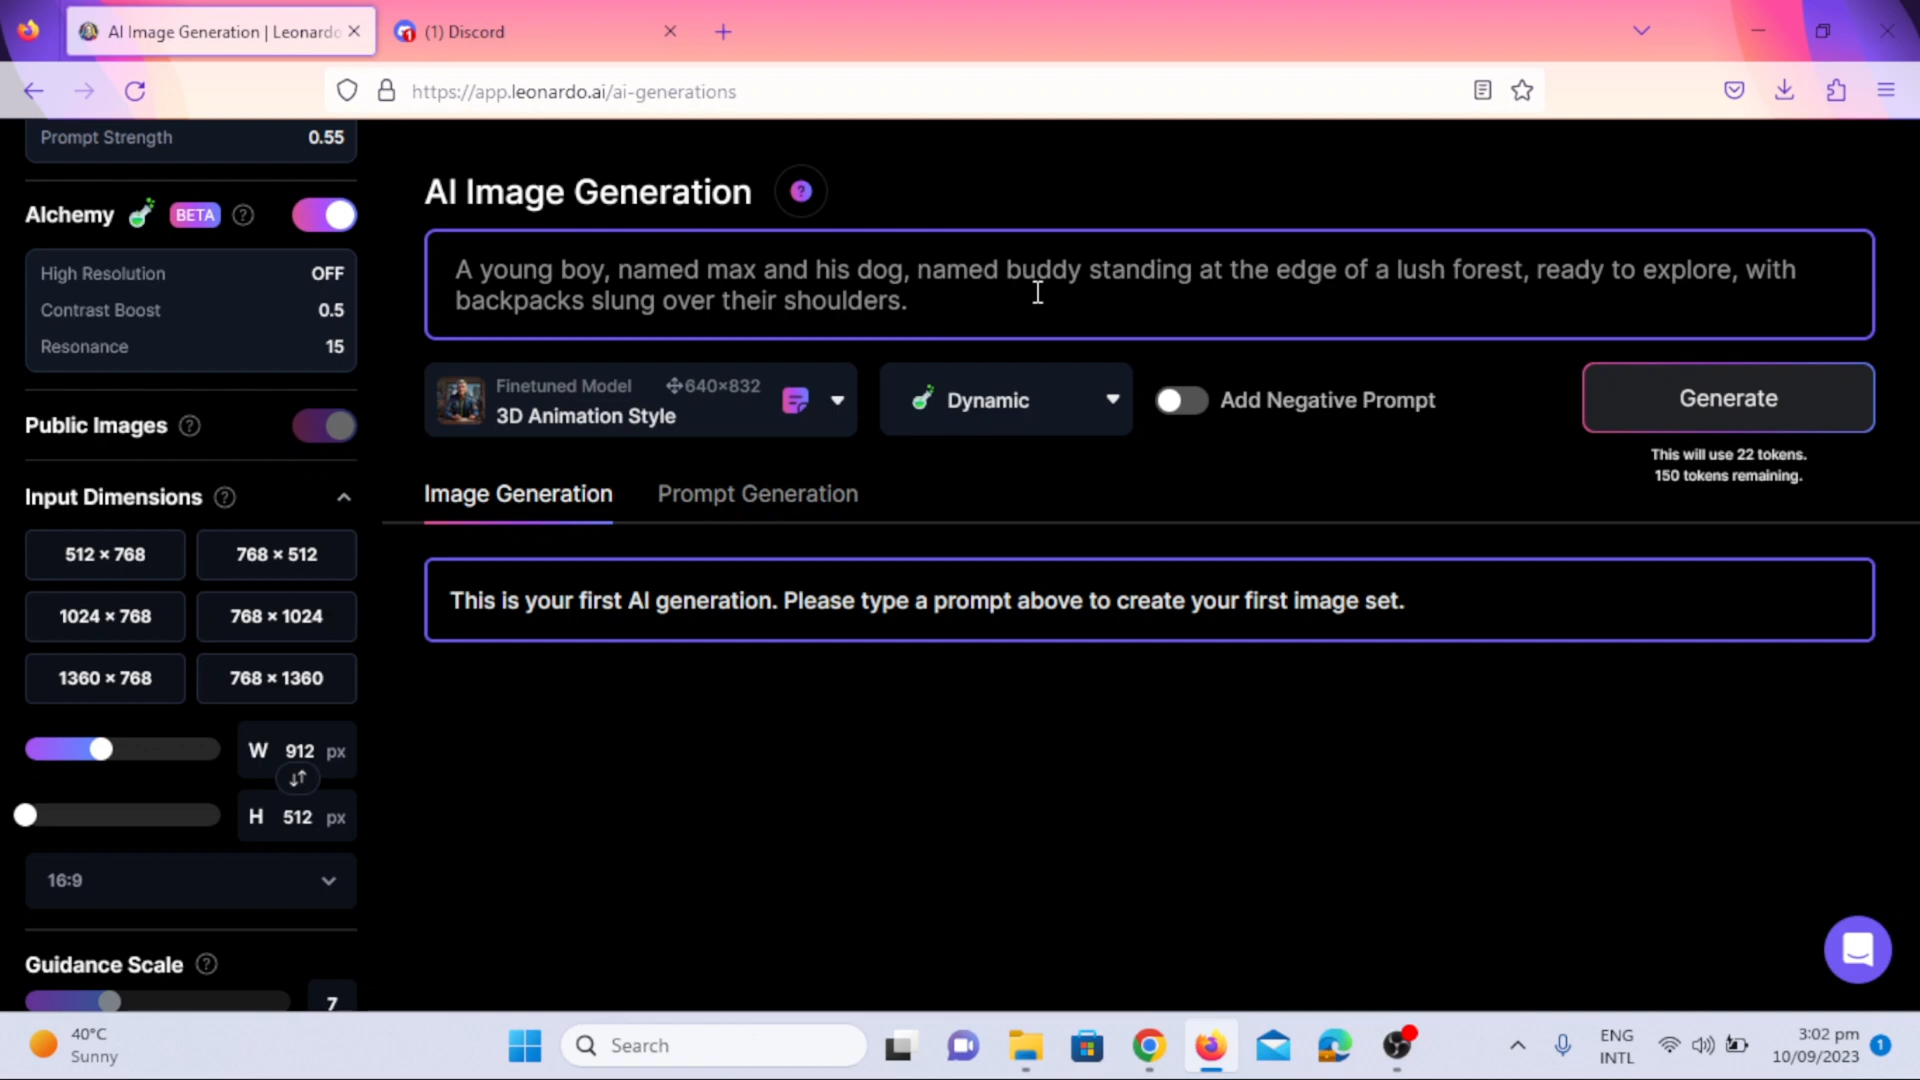 AI Image Generation | Leonardo
(1) Discord
https://app.leonardo.ai/ai-generations
Prompt Strength 0.55
Alchemy BETA ?
High Resolution OFF
Contrast Boost 0.5
Resonance 15
Public Images ?
Input Dimensions ?
512 × 768 768 × 512
1024 × 768 768 × 1024
1360 × 768 768 × 1360
W 912 px
H 512 px
16:9
Guidance Scale ?
7
AI Image Generation ?
A young boy, named max and his dog, named buddy standing at the edge of a lush forest, ready to explore, with
backpacks slung over their shoulders.
Finetuned Model 640×832
3D Animation Style
Dynamic
Add Negative Prompt
Generate
This will use 22 tokens.
150 tokens remaining.
Image Generation Prompt Generation
This is your first AI generation. Please type a prompt above to create your first image set.
40°C
Sunny
Search
ENG
INTL
3:02 pm
10/09/2023
1